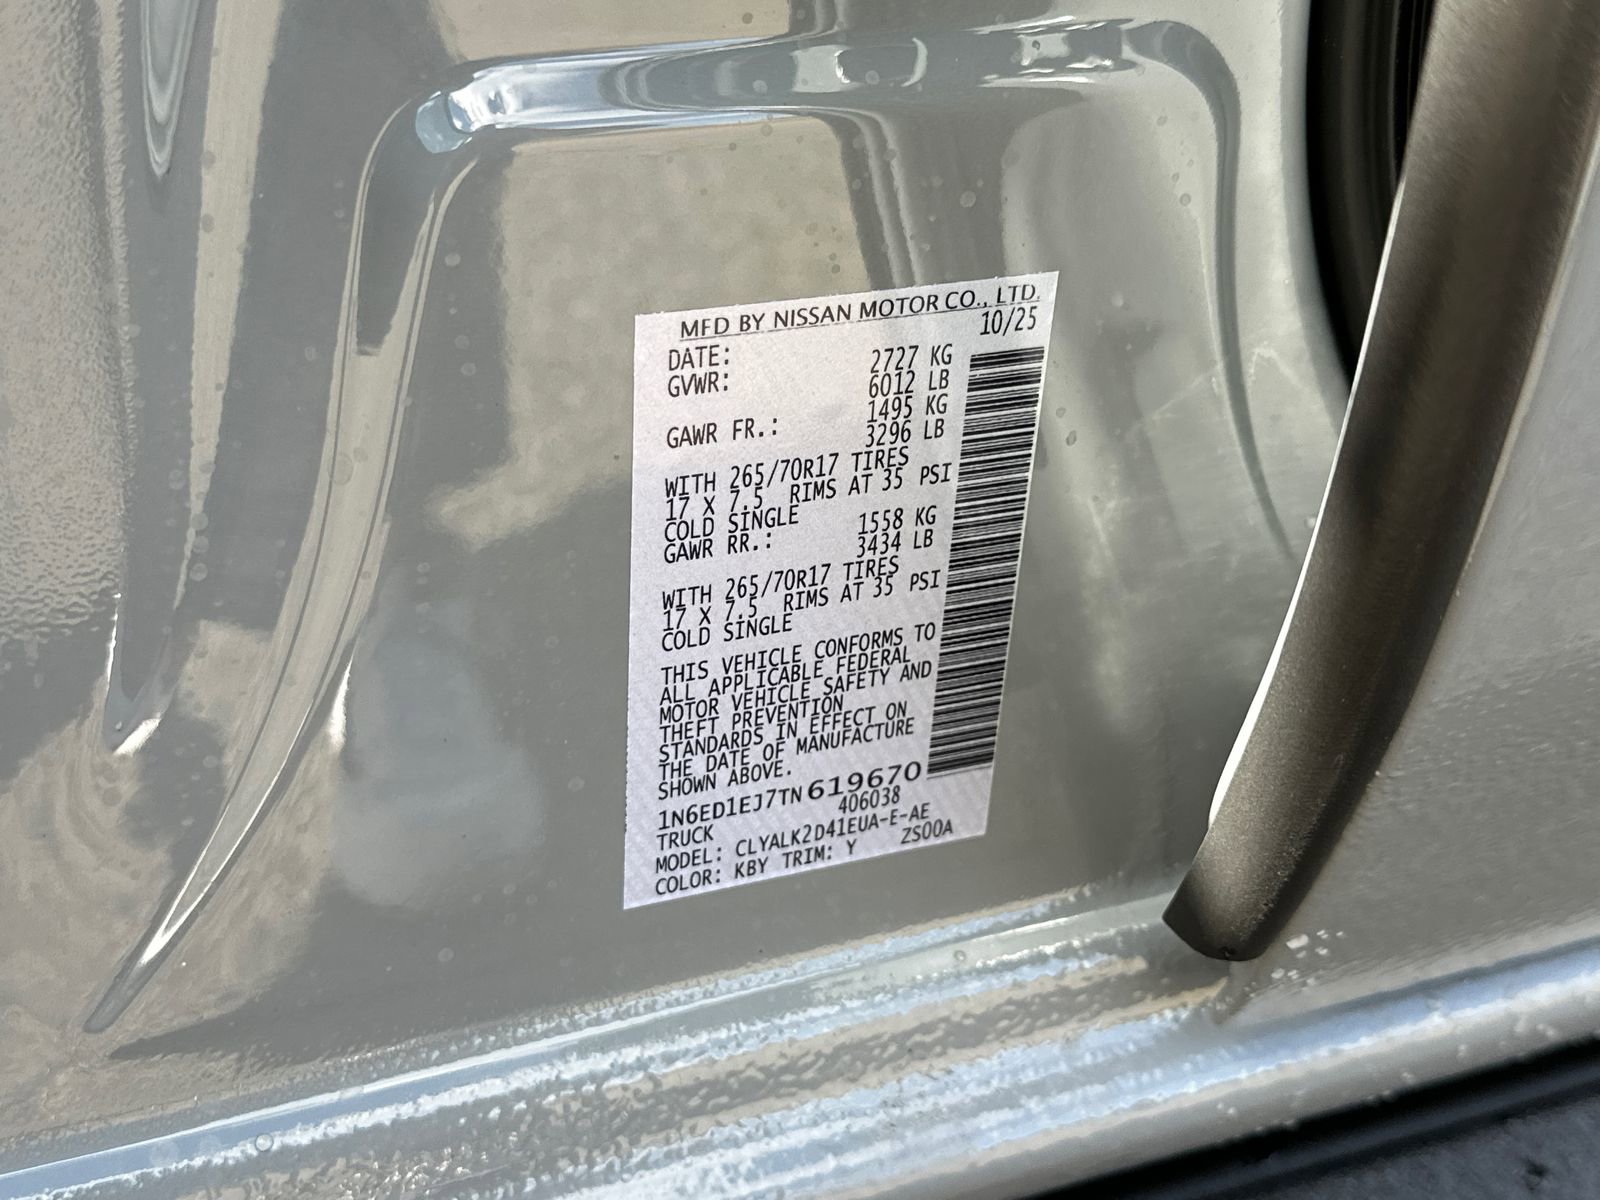 MFD BY NISSAN MOTOR CO., LTD.
DATE: 10/25
GVWR: 2727 KG
6012 LB
GAWR FR.: 1495 KG
3296 LB
WITH 265/70R17 TIRES
17 X 7.5 RIMS AT 35 PSI
COLD SINGLE
GAWR RR.: 1558 KG
3434 LB
WITH 265/70R17 TIRES
17 X 7.5 RIMS AT 35 PSI
COLD SINGLE
THIS VEHICLE CONFORMS TO
ALL APPLICABLE FEDERAL
MOTOR VEHICLE SAFETY AND
THEFT PREVENTION
STANDARDS IN EFFECT ON
THE DATE OF MANUFACTURE
SHOWN ABOVE.
1N6ED1EJ7TN619670
TRUCK 406038
MODEL: CLYALK2D41EUA-E-AE
COLOR: KBY TRIM: Y ZS00A